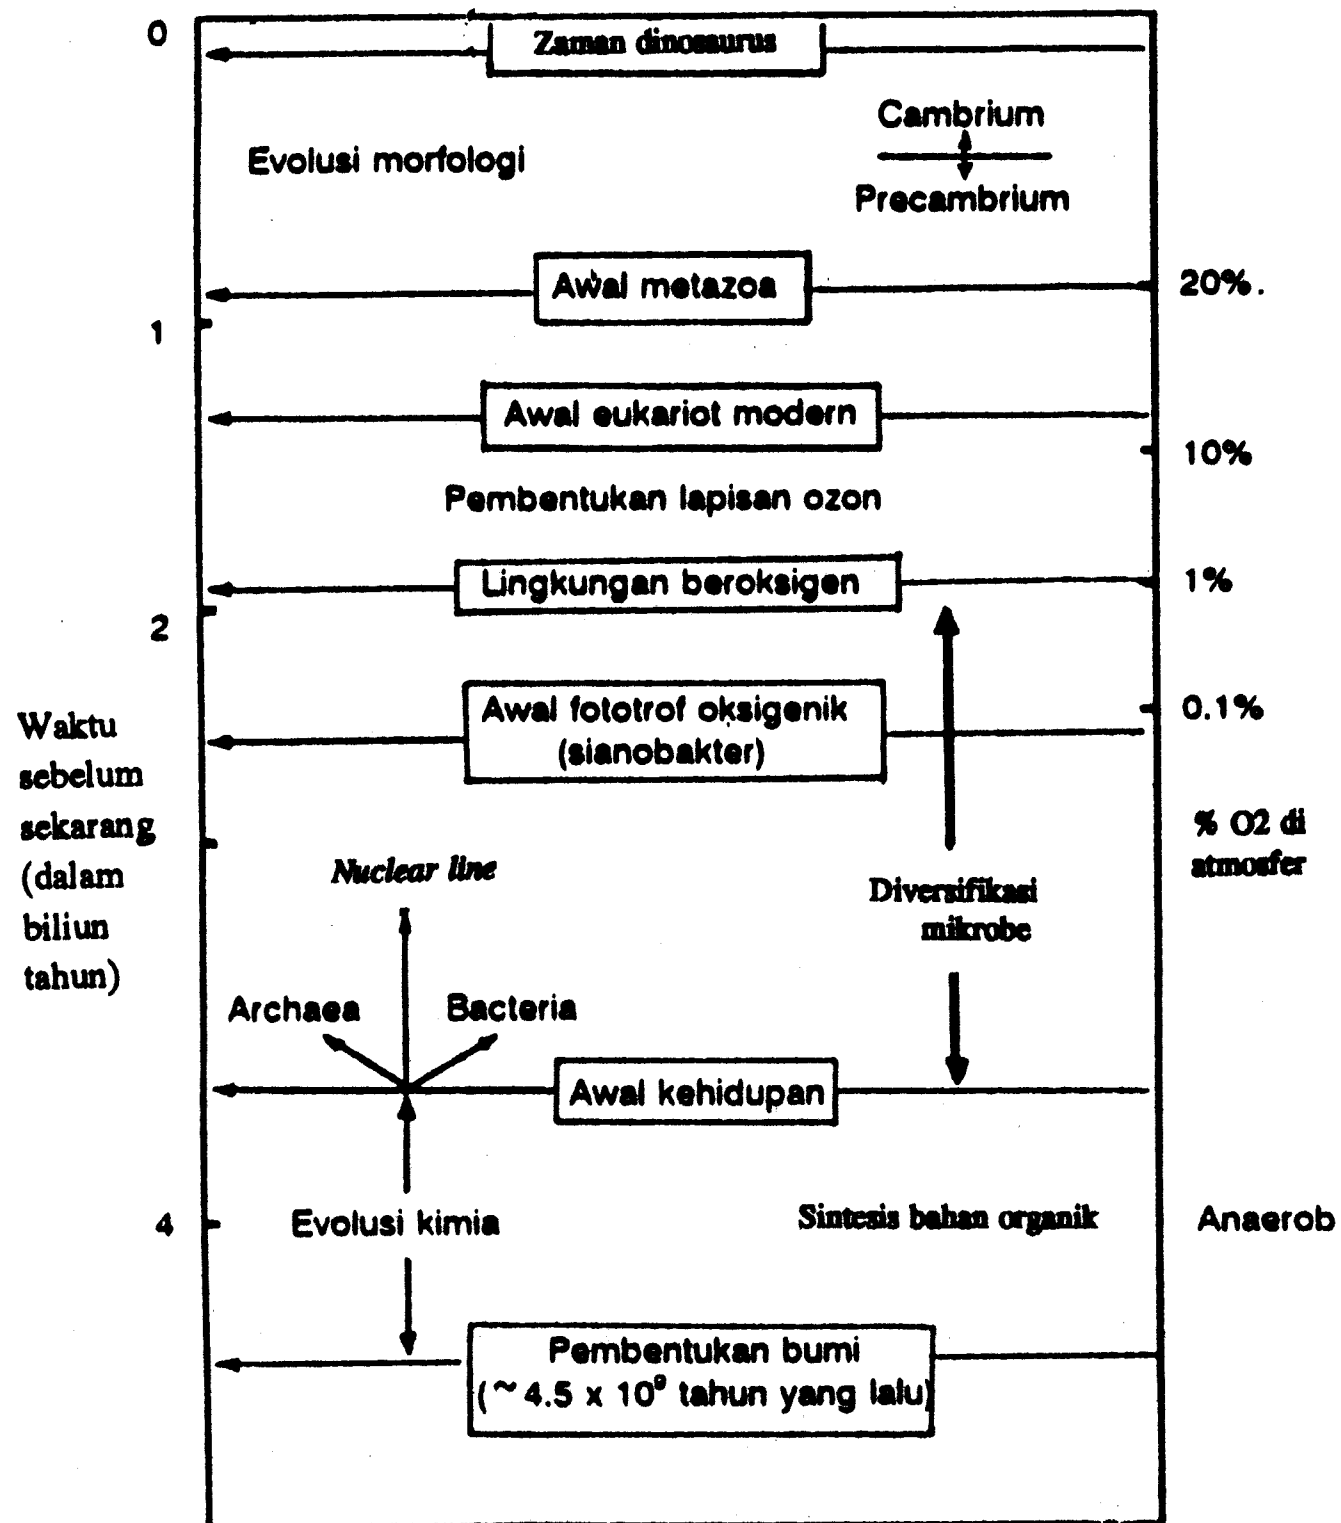 0
Zaman dinosaurus
Cambrium
Evolusi morfologi
Precambrium
Awal metazoa
20%.
1
Awal eukariot modern
10%
Pembentukan lapisan ozon
Lingkungan beroksigen
1%
2
Awal fototrof oksigenik
(sianobakter)
0.1%
Waktu
sebelum
sekarang
(dalam
biliun
tahun)
% O2 di
atmosfer
Nuclear line
Diversifikasi
mikrobe
Archaea
Bacteria
Awal kehidupan
4
Evolusi kimia
Sintesis bahan organik
Anaerob
Pembentukan bumi
(~4.5 x 10⁹ tahun yang lalu)